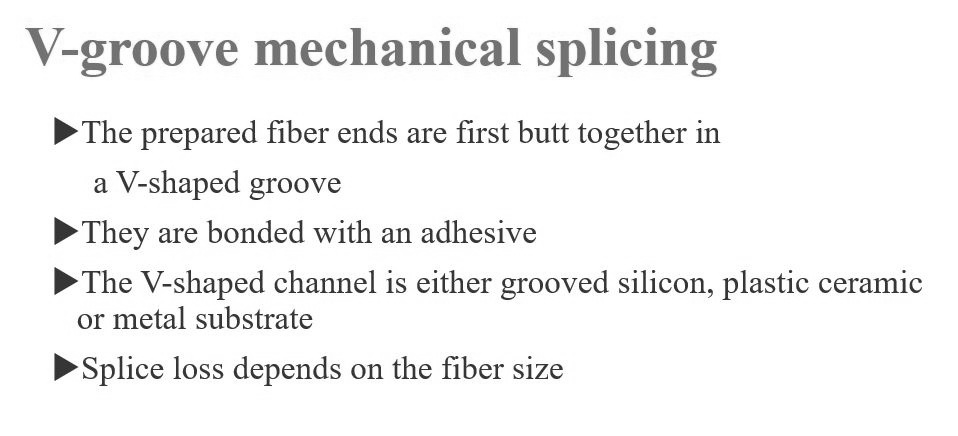 V-groove mechanical splicing
▶The prepared fiber ends are first butt together in
a V-shaped groove
▶They are bonded with an adhesive
▶The V-shaped channel is either grooved silicon, plastic ceramic
or metal substrate
▶Splice loss depends on the fiber size